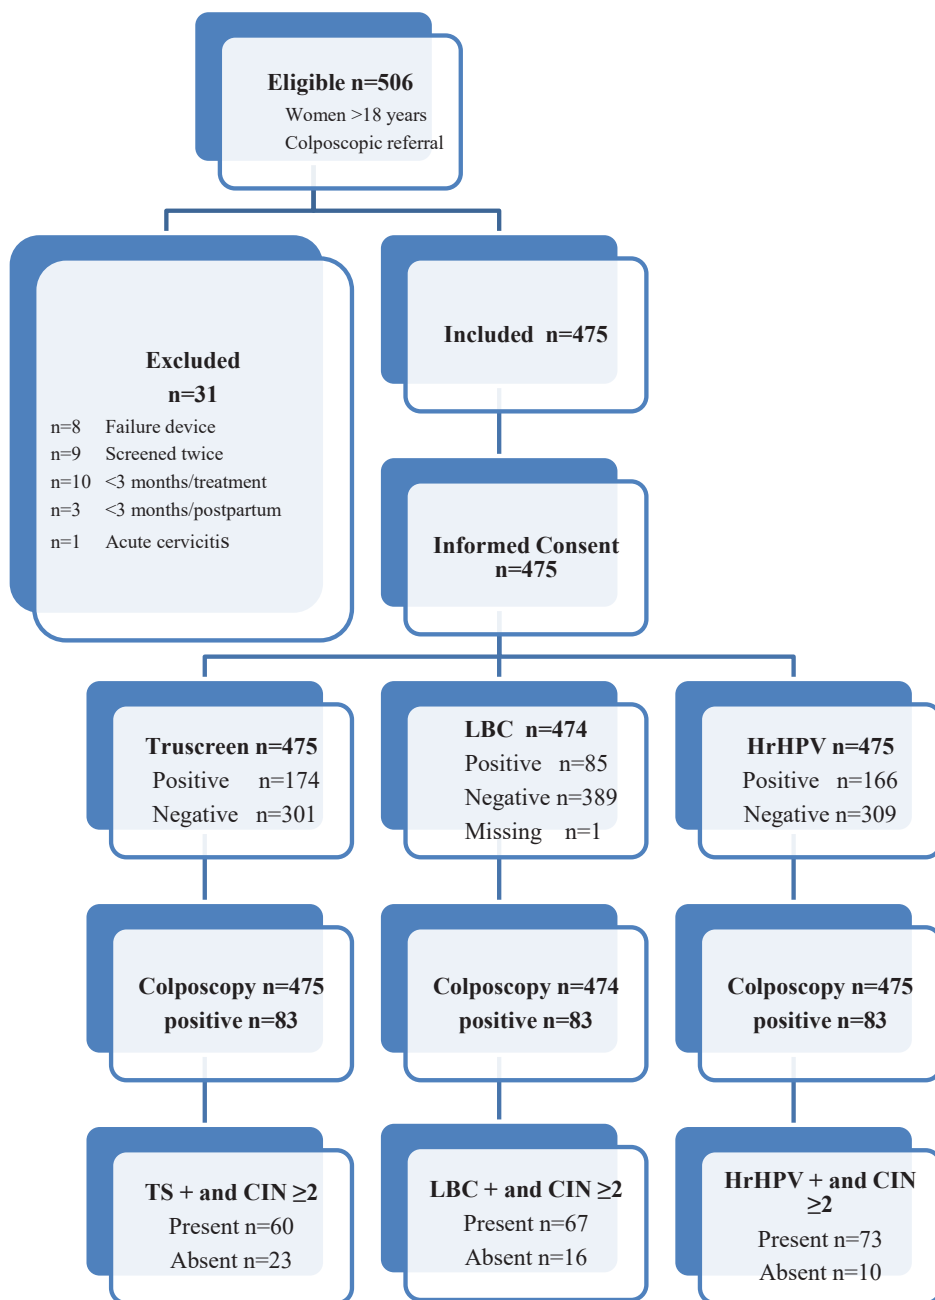 Eligible n=506
Women >18 years
Colposcopic referral
Excluded
n=31
n=8 Failure device
n=9 Screened twice
n=10 <3 months/treatment
n=3 <3 months/postpartum
n=1 Acute cervicitis
Included n=475
Informed Consent
n=475
Truscreen n=475
Positive n=174
Negative n=301
LBC n=474
Positive n=85
Negative n=389
Missing n=1
HrHPV n=475
Positive n=166
Negative n=309
Colposcopy n=475
positive n=83
Colposcopy n=474
positive n=83
Colposcopy n=475
positive n=83
TS + and CIN ≥2
Present n=60
Absent n=23
LBC + and CIN ≥2
Present n=67
Absent n=16
HrHPV + and CIN
≥2
Present n=73
Absent n=10